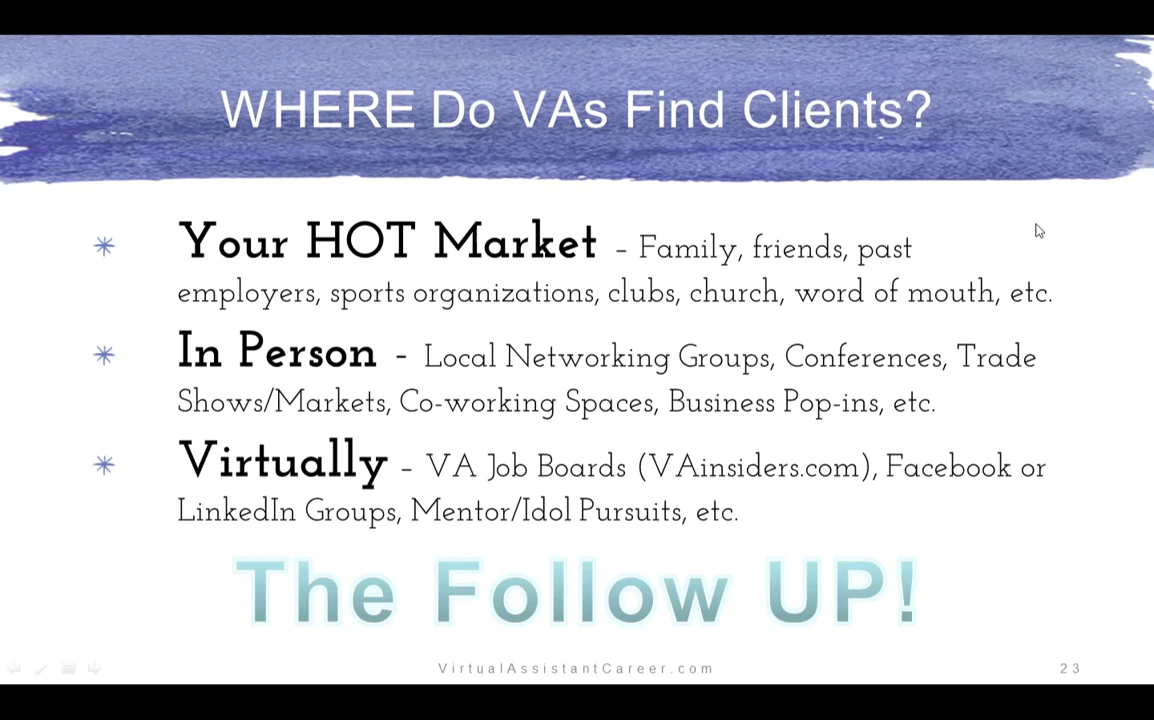 WHERE Do VAs Find Clients?
Your HOT Market – Family, friends, past
employers, sports organizations, clubs, church, word of mouth, etc.
In Person - Local Networking Groups, Conferences, Trade
Shows/Markets, Co-working Spaces, Business Pop-ins, etc.
Virtually – VA Job Boards (VAinsiders.com), Facebook or
LinkedIn Groups, Mentor/Idol Pursuits, etc.
The Follow UP!
VirtualAssistantCareer.com 23